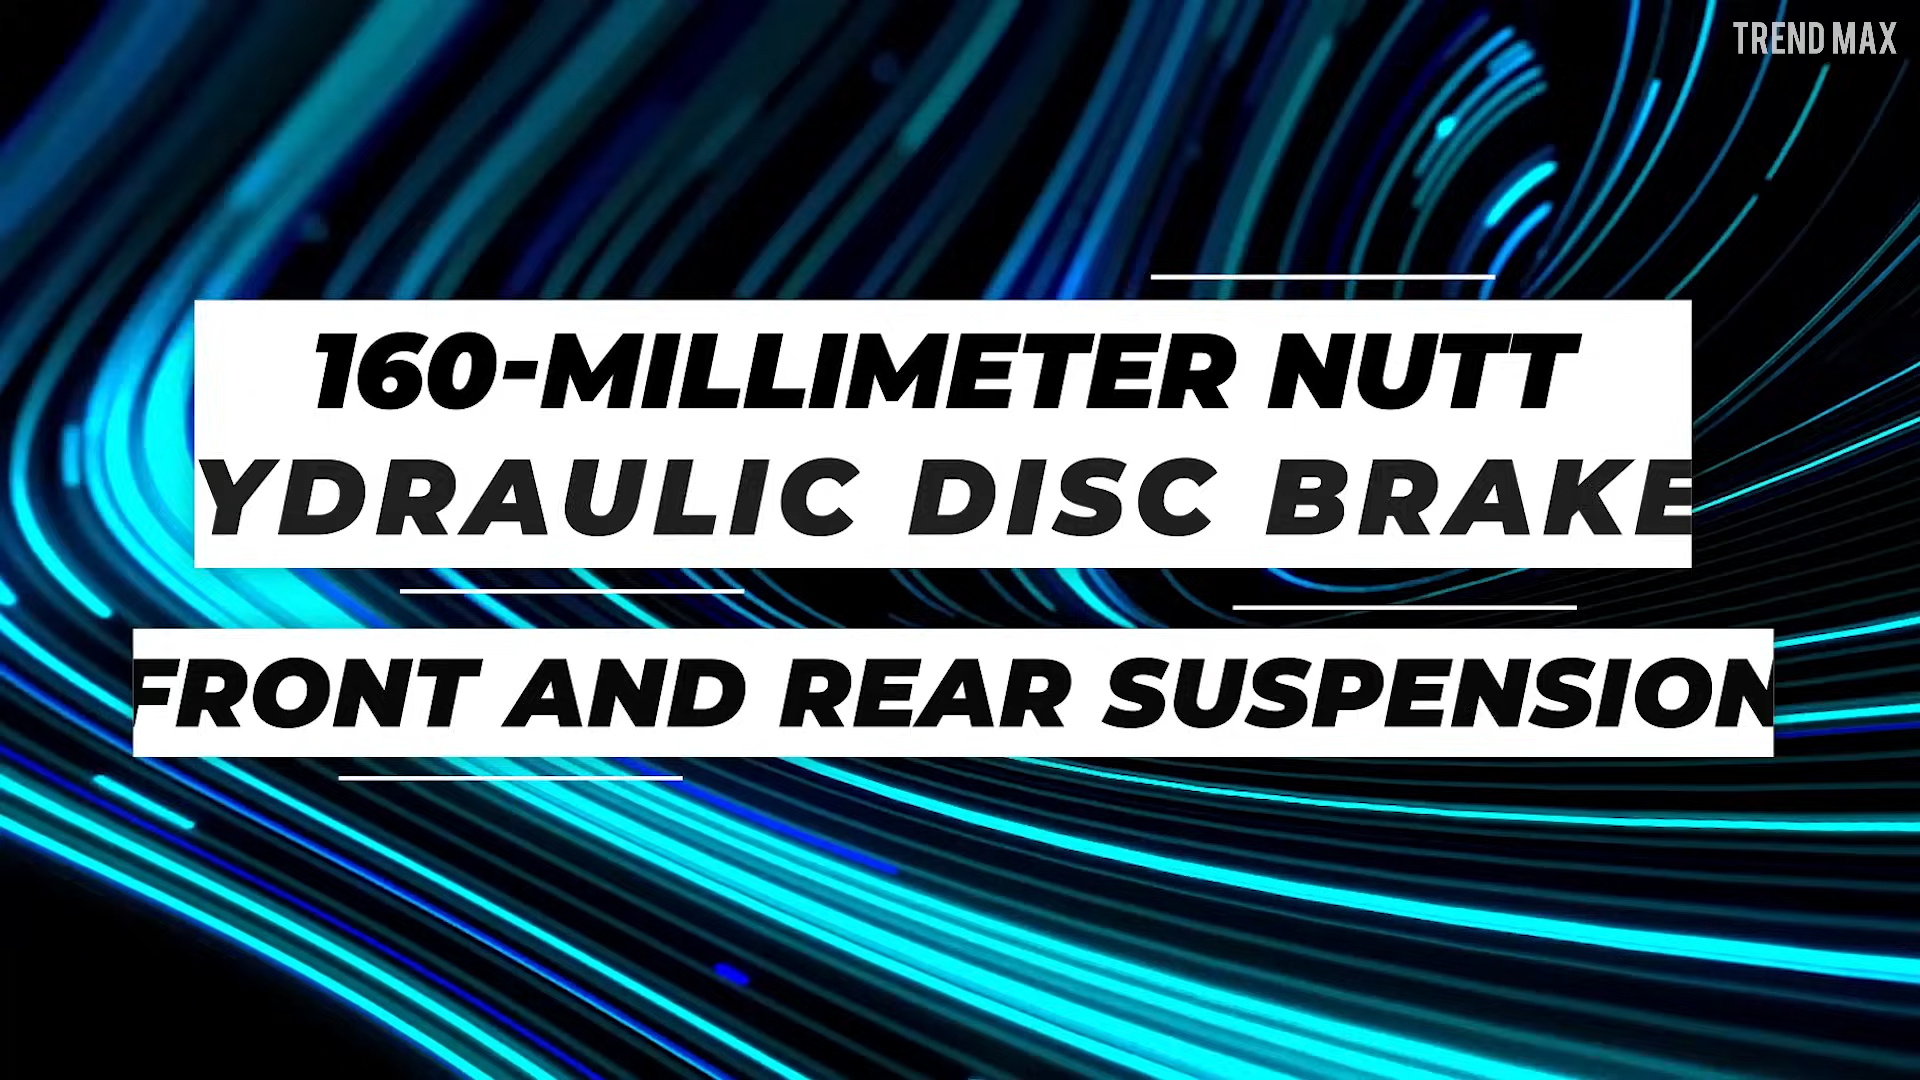 TREND MAX
160-MILLIMETER NUTT
YDRAULIC DISC BRAKE
FRONT AND REAR SUSPENSION